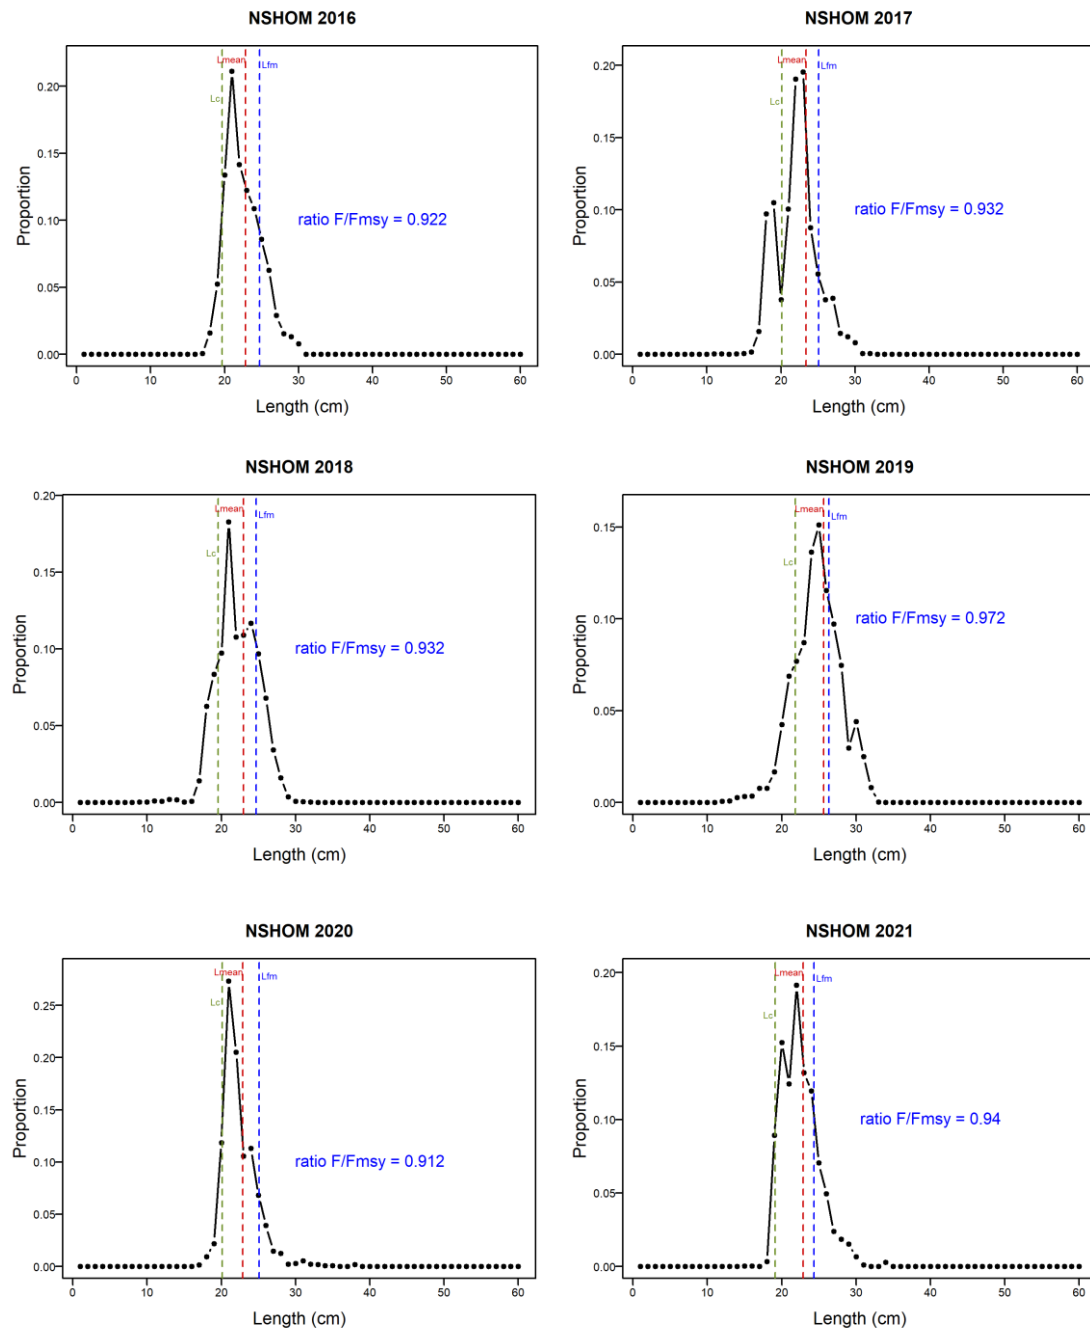 NSHOM 2016
Proportion
0.20
0.15
0.10
0.05
0.00
Lmean
Lfm
Lc
ratio F/Fmsy = 0.922
0 10 20 30 40 50 60
Length (cm)
NSHOM 2017
Proportion
0.20
0.15
0.10
0.05
0.00
Lmean
Lfm
Lc
ratio F/Fmsy = 0.932
0 10 20 30 40 50 60
Length (cm)
NSHOM 2018
Proportion
0.20
0.15
0.10
0.05
0.00
Lmean
Lfm
Lc
ratio F/Fmsy = 0.932
0 10 20 30 40 50 60
Length (cm)
NSHOM 2019
Proportion
0.15
0.10
0.05
0.00
Lmean
Lfm
Lc
ratio F/Fmsy = 0.972
0 10 20 30 40 50 60
Length (cm)
NSHOM 2020
Proportion
0.25
0.20
0.15
0.10
0.05
0.00
Lmean
Lfm
Lc
ratio F/Fmsy = 0.912
0 10 20 30 40 50 60
Length (cm)
NSHOM 2021
Proportion
0.20
0.15
0.10
0.05
0.00
Lmean
Lfm
Lc
ratio F/Fmsy = 0.94
0 10 20 30 40 50 60
Length (cm)